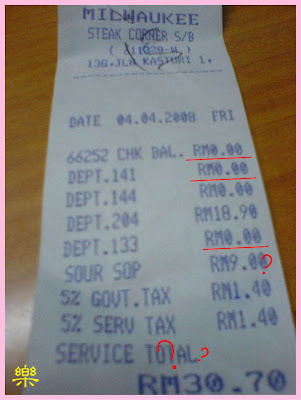 MILWAUKEE
STEAK CORNER S/B
136, JLN KASTURI 1,
DATE 04.04.2008 FRI
66252 CHK BAL. RM0.00
DEPT.141 RM0.00
DEPT.144 RM0.00
DEPT.204 RM18.90
DEPT.133 RM0.00
SOUR SOP RM9.00?
5% GOVT.TAX RM1.40
5% SERV TAX RM1.40
SERVICE TOTAL ??
RM30.70
樂